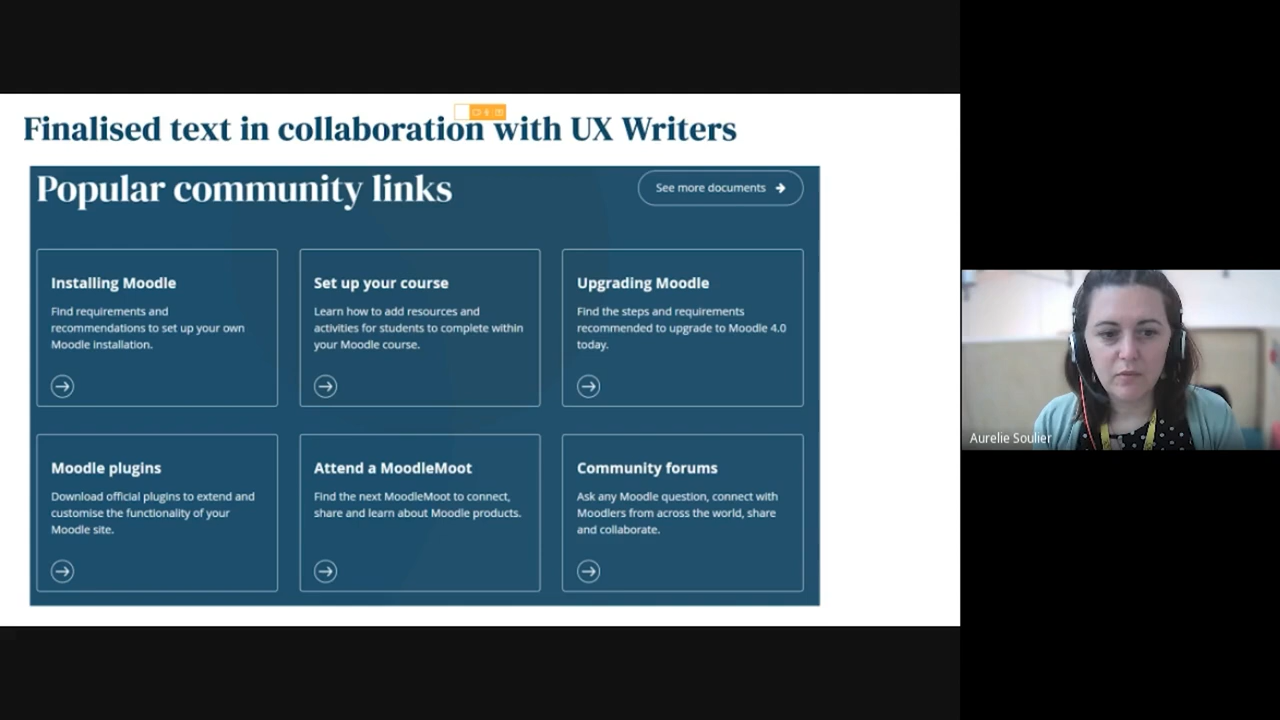 Finalised text in collaboration with UX Writers
Popular community links
See more documents
Installing Moodle
Find requirements and
recommendations to set up your own
Moodle installation.
Set up your course
Learn how to add resources and
activities for students to complete within
your Moodle course.
Upgrading Moodle
Find the steps and requirements
recommended to upgrade to Moodle 4.0
today.
Moodle plugins
Download official plugins to extend and
customise the functionality of your
Moodle site.
Attend a MoodleMoot
Find the next MoodleMoot to connect,
share and learn about Moodle products.
Community forums
Ask any Moodle question, connect with
Moodlers from across the world, share
and collaborate.
Aurelie Soulier